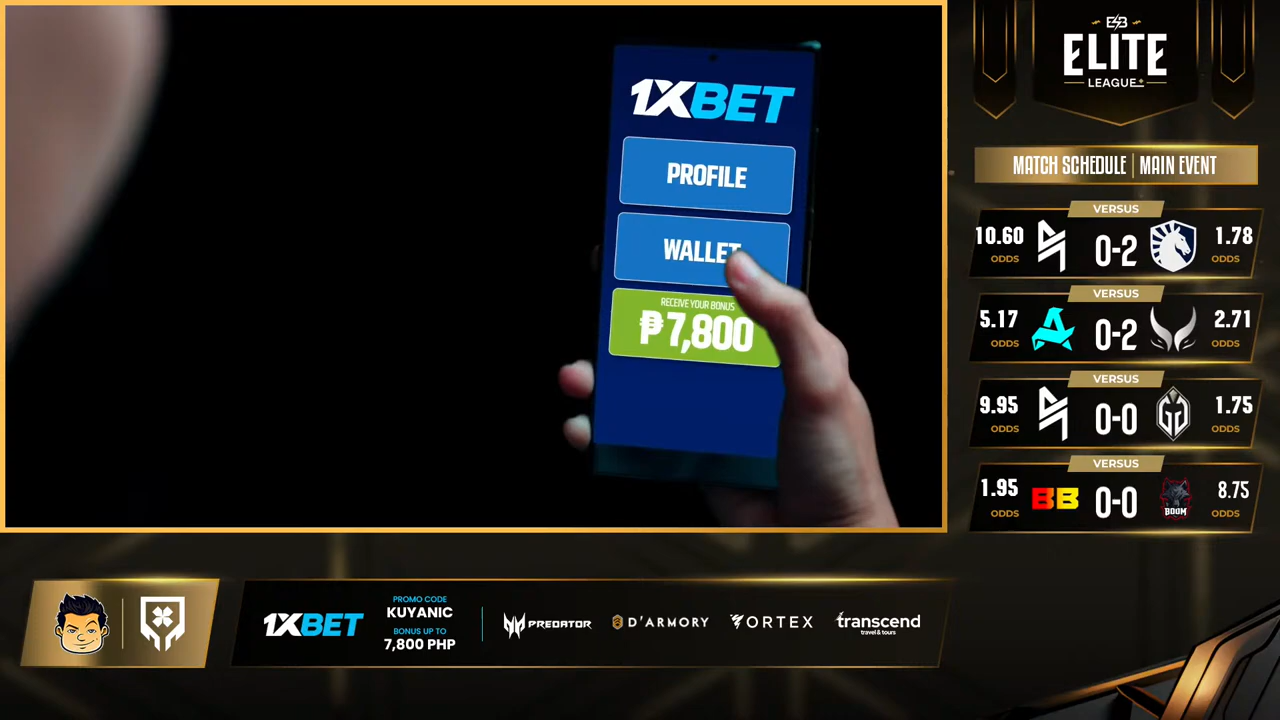 1XBET
PROFILE
WALLET
RECEIVE YOUR BONUS
₱7,800
ESB
ELITE
LEAGUE
MATCH SCHEDULE | MAIN EVENT
VERSUS
10.60 0-2 1.78
ODDS ODDS
VERSUS
5.17 0-2 2.71
ODDS ODDS
VERSUS
9.95 0-0 1.75
ODDS ODDS
VERSUS
1.95 BB 0-0 BOOM 8.75
ODDS ODDS
1XBET
PROMO CODE
KUYANIC
BONUS UP TO
7,800 PHP
PREDATOR
D'ARMORY
VORTEX
transcend
travel & tours